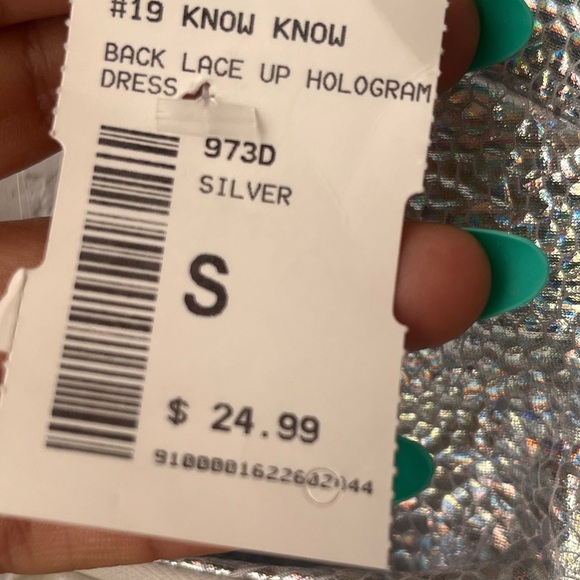 #19 KNOW KNOW
BACK LACE UP HOLOGRAM
DRESS
973D
SILVER
S
$ 24.99